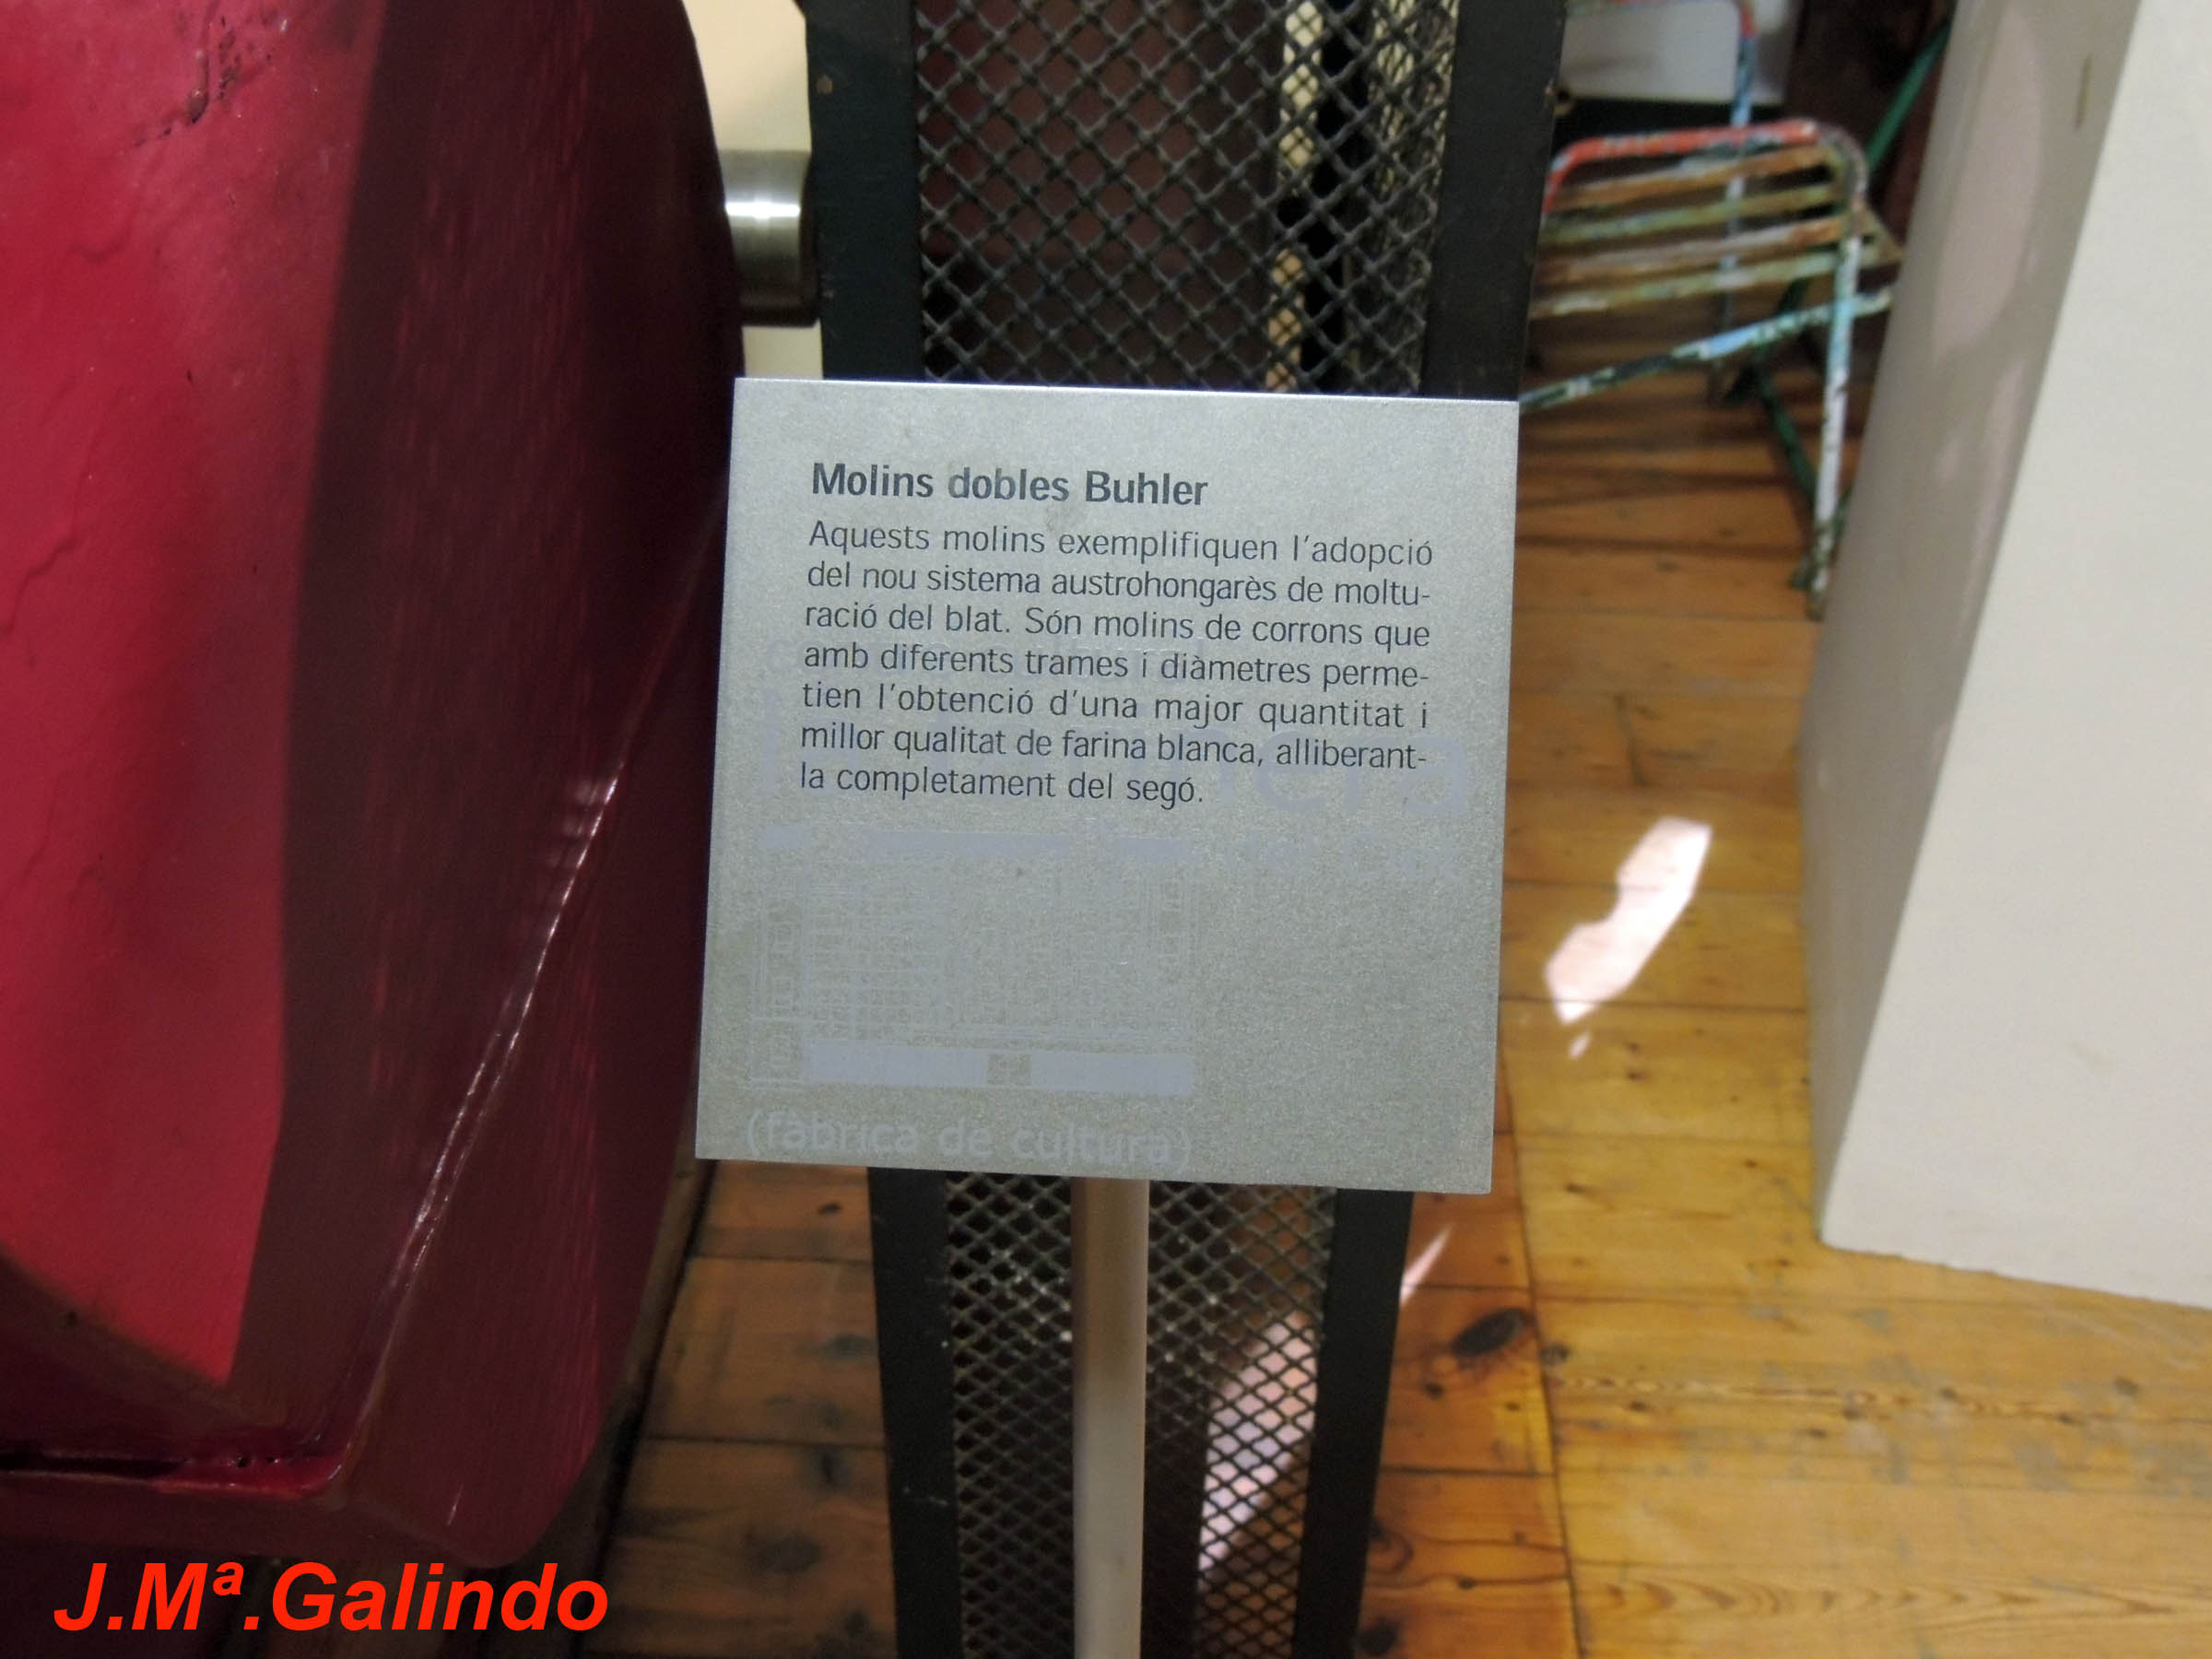 Molins dobles Buhler
Aquests molins exemplifiquen l'adopció
del nou sistema austrohongarès de moltu-
ració del blat. Són molins de corrons que
amb diferents trames i diàmetres perme-
tien l'obtenció d'una major quantitat i
millor qualitat de farina blanca, alliberant-
la completament del segó.
(fàbrica de cultura)
J.Mª.Galindo